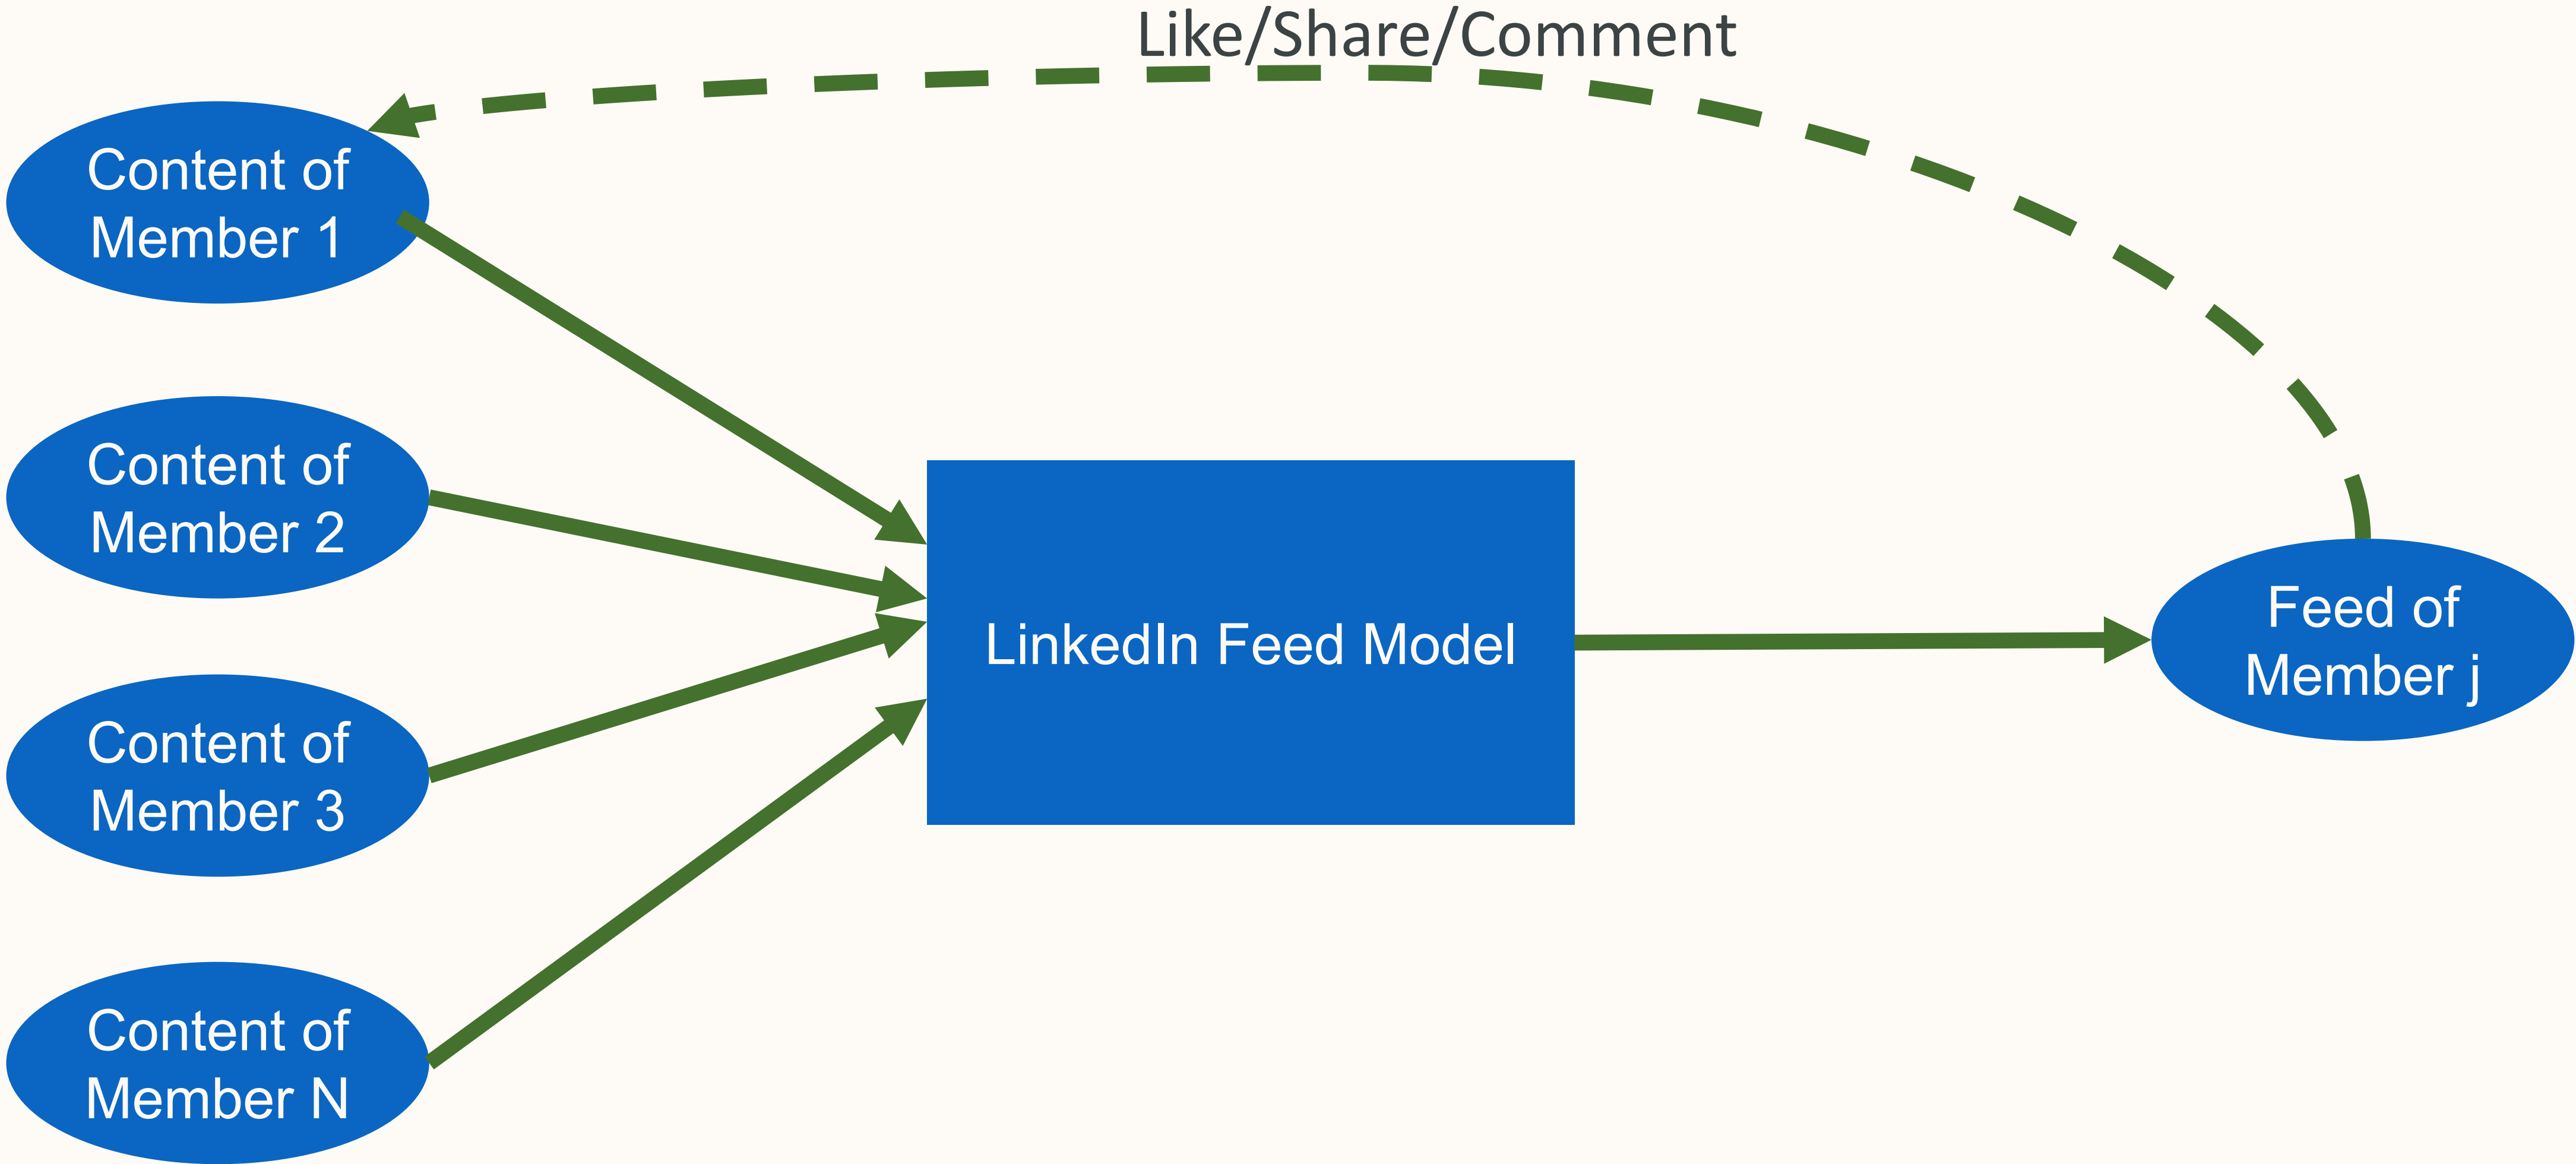 Like/Share/Comment
Content of
Member 1
Content of
Member 2
Content of
Member 3
Content of
Member N
LinkedIn Feed Model
Feed of
Member j